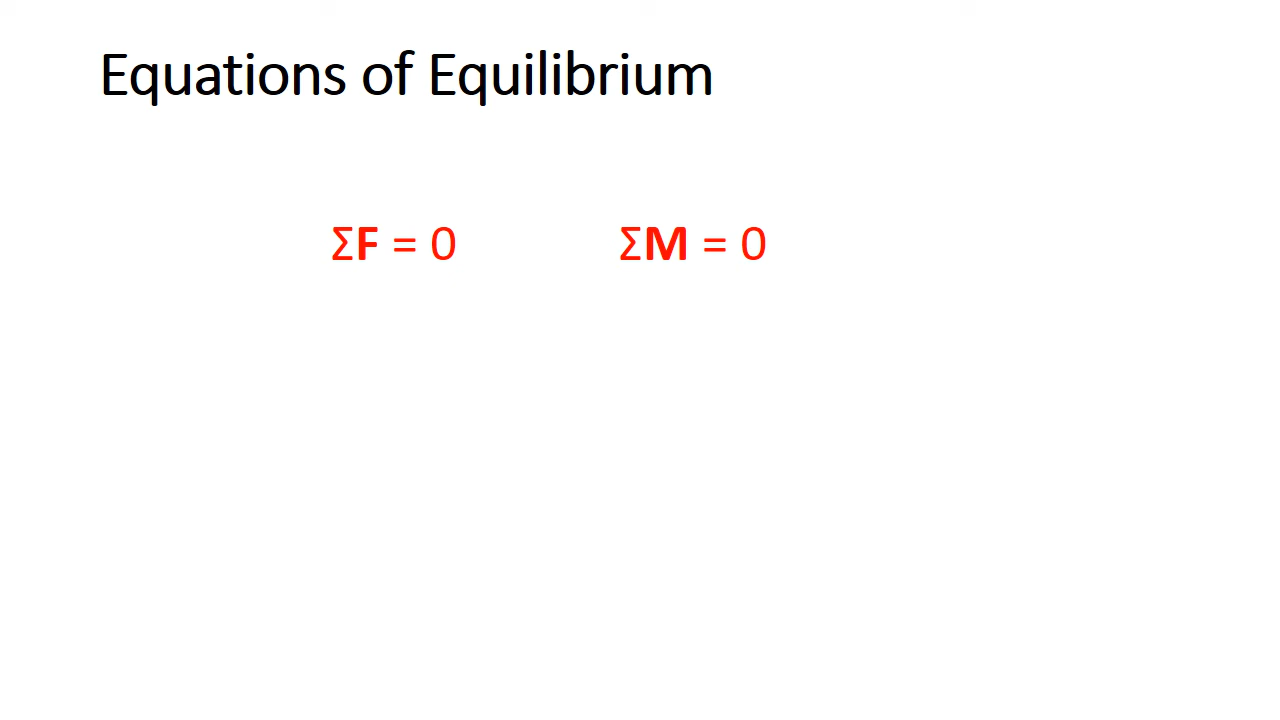 Equations of Equilibrium
ΣF = 0 ΣM = 0